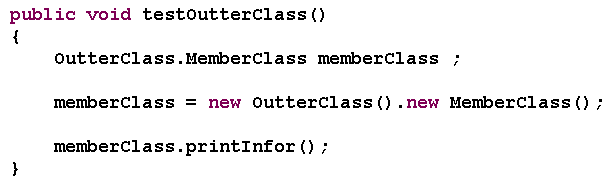 public void testOutterClass()
{
    OutterClass.MemberClass memberClass ;
    memberClass = new OutterClass().new MemberClass();
    memberClass.printInfor();
}